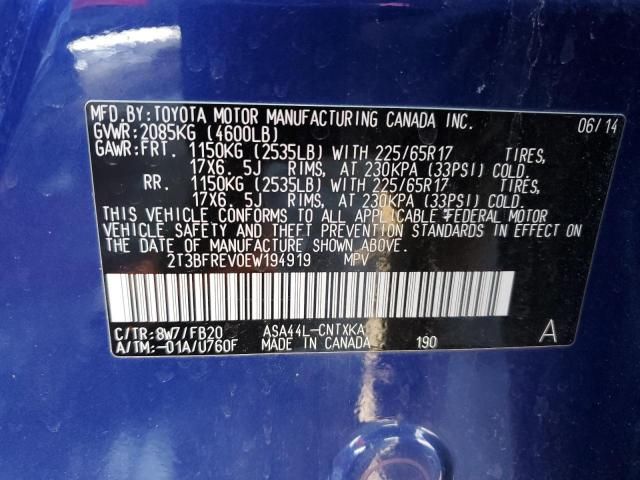 MFD.BY:TOYOTA MOTOR MANUFACTURING CANADA INC. 06/14
GVWR:2085KG (4600LB)
GAWR:FRT. 1150KG (2535LB) WITH 225/65R17 TIRES,
17X6.5J RIMS, AT 230KPA (33PSI) COLD.
RR. 1150KG (2535LB) WITH 225/65R17 TIRES,
17X6.5J RIMS, AT 230KPA (33PSI) COLD.
THIS VEHICLE CONFORMS TO ALL APPLICABLE FEDERAL MOTOR
VEHICLE SAFETY AND THEFT PREVENTION STANDARDS IN EFFECT ON
THE DATE OF MANUFACTURE SHOWN ABOVE.
2T3BFREV0EW194919 MPV
C/TR:8W7/FB20 ASA44L-CNTXKA A
A/TM:-01A/U760F MADE IN CANADA 190